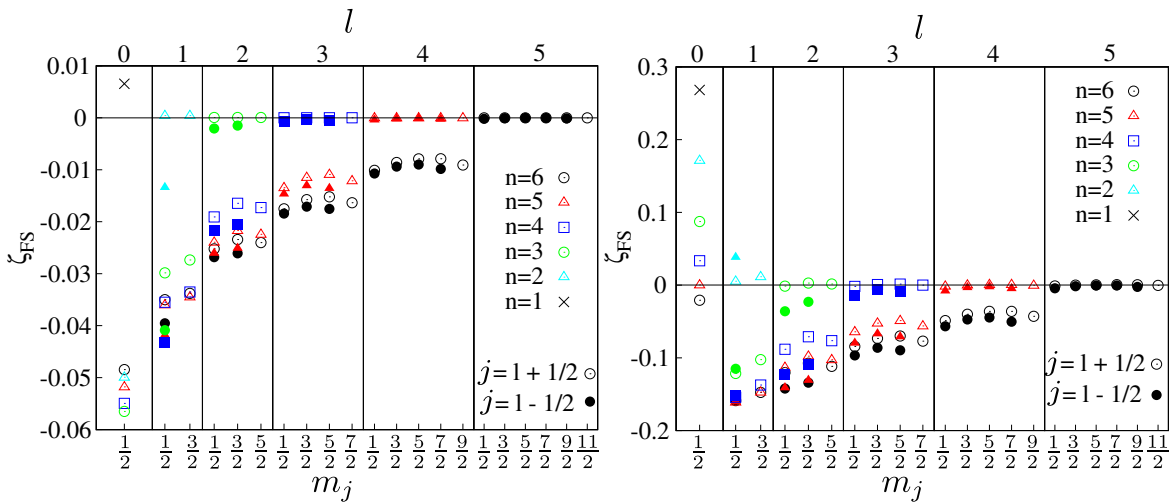 l
0 1 2 3 4 5
0.01
0
-0.01
-0.02
-0.03
-0.04
-0.05
-0.06
ζFS
n=6
n=5
n=4
n=3
n=2
n=1
j=1+1/2
j=1-1/2
1/2 1/2 3/2 1/2 3/2 5/2 1/2 3/2 5/2 7/2 1/2 3/2 5/2 7/2 9/2 1/2 3/2 5/2 7/2 9/2 11/2
mj
l
0 1 2 3 4 5
0.3
0.2
0.1
0
-0.1
-0.2
ζFS
n=6
n=5
n=4
n=3
n=2
n=1
j=1+1/2
j=1-1/2
1/2 1/2 3/2 1/2 3/2 5/2 1/2 3/2 5/2 7/2 1/2 3/2 5/2 7/2 9/2 1/2 3/2 5/2 7/2 9/2 11/2
mj